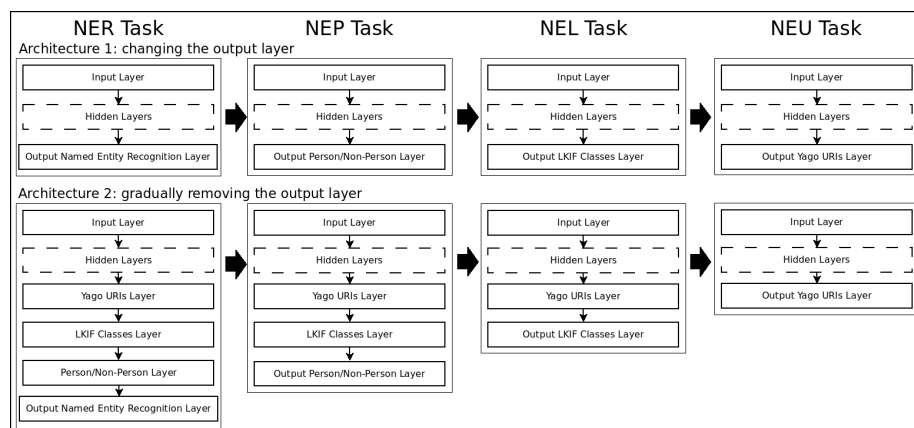 NER Task
NEP Task
NEL Task
NEU Task
Architecture 1: changing the output layer
Input Layer
Hidden Layers
Output Named Entity Recognition Layer
Input Layer
Hidden Layers
Output Person/Non-Person Layer
Input Layer
Hidden Layers
Output LKIF Classes Layer
Input Layer
Hidden Layers
Output Yago URIs Layer
Architecture 2: gradually removing the output layer
Input Layer
Hidden Layers
Yago URIs Layer
LKIF Classes Layer
Person/Non-Person Layer
Output Named Entity Recognition Layer
Input Layer
Hidden Layers
Yago URIs Layer
LKIF Classes Layer
Output Person/Non-Person Layer
Input Layer
Hidden Layers
Yago URIs Layer
Output LKIF Classes Layer
Input Layer
Hidden Layers
Output Yago URIs Layer